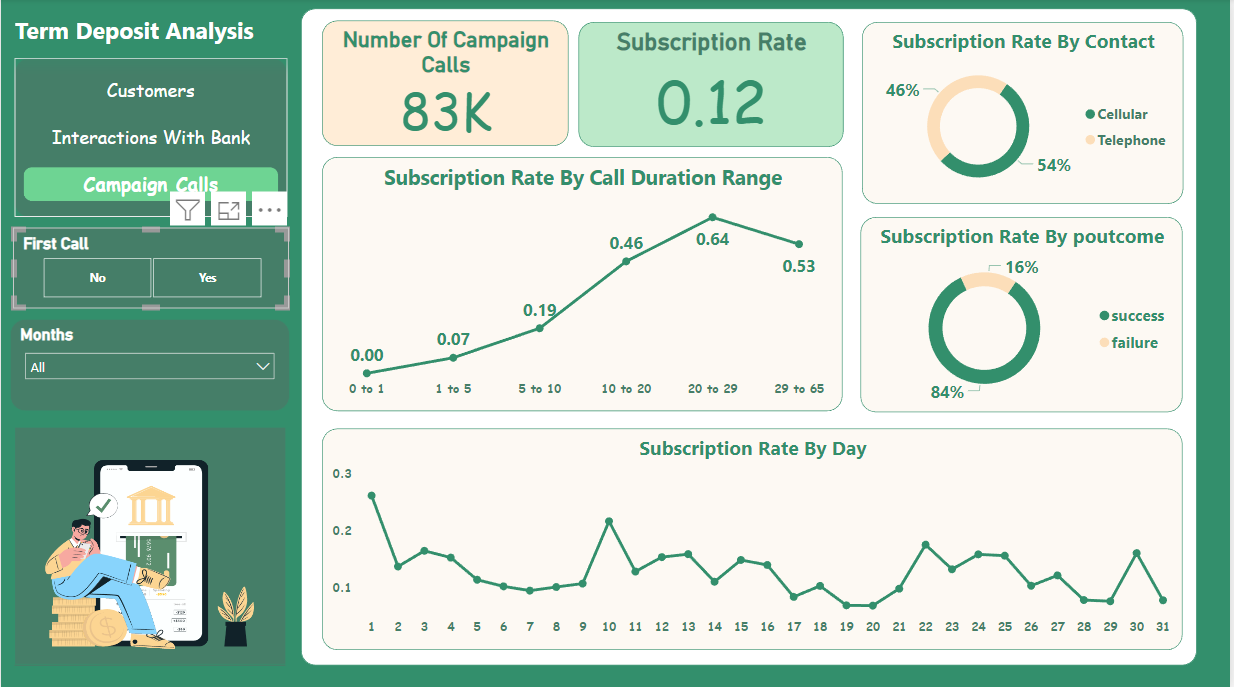 Term Deposit Analysis
Customers
Interactions With Bank
Campaign Calls
First Call
No
Yes
Months
All
Number Of Campaign
Calls
83K
Subscription Rate
0.12
Subscription Rate By Contact
46%
54%
Cellular
Telephone
Subscription Rate By Call Duration Range
0.00
0.07
0.19
0.46
0.64
0.53
0 to 1
1 to 5
5 to 10
10 to 20
20 to 29
29 to 65
Subscription Rate By poutcome
16%
84%
success
failure
Subscription Rate By Day
0.3
0.2
0.1
1 2 3 4 5 6 7 8 9 10 11 12 13 14 15 16 17 18 19 20 21 22 23 24 25 26 27 28 29 30 31